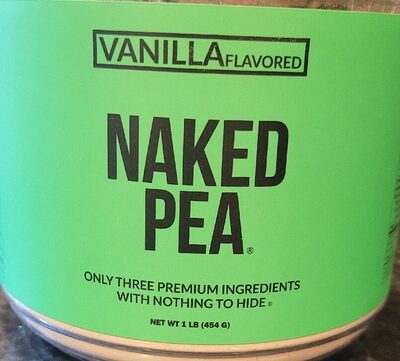 VANILLA FLAVORED
NAKED
PEA®
ONLY THREE PREMIUM INGREDIENTS
WITH NOTHING TO HIDE®
NET WT 1 LB (454 G)